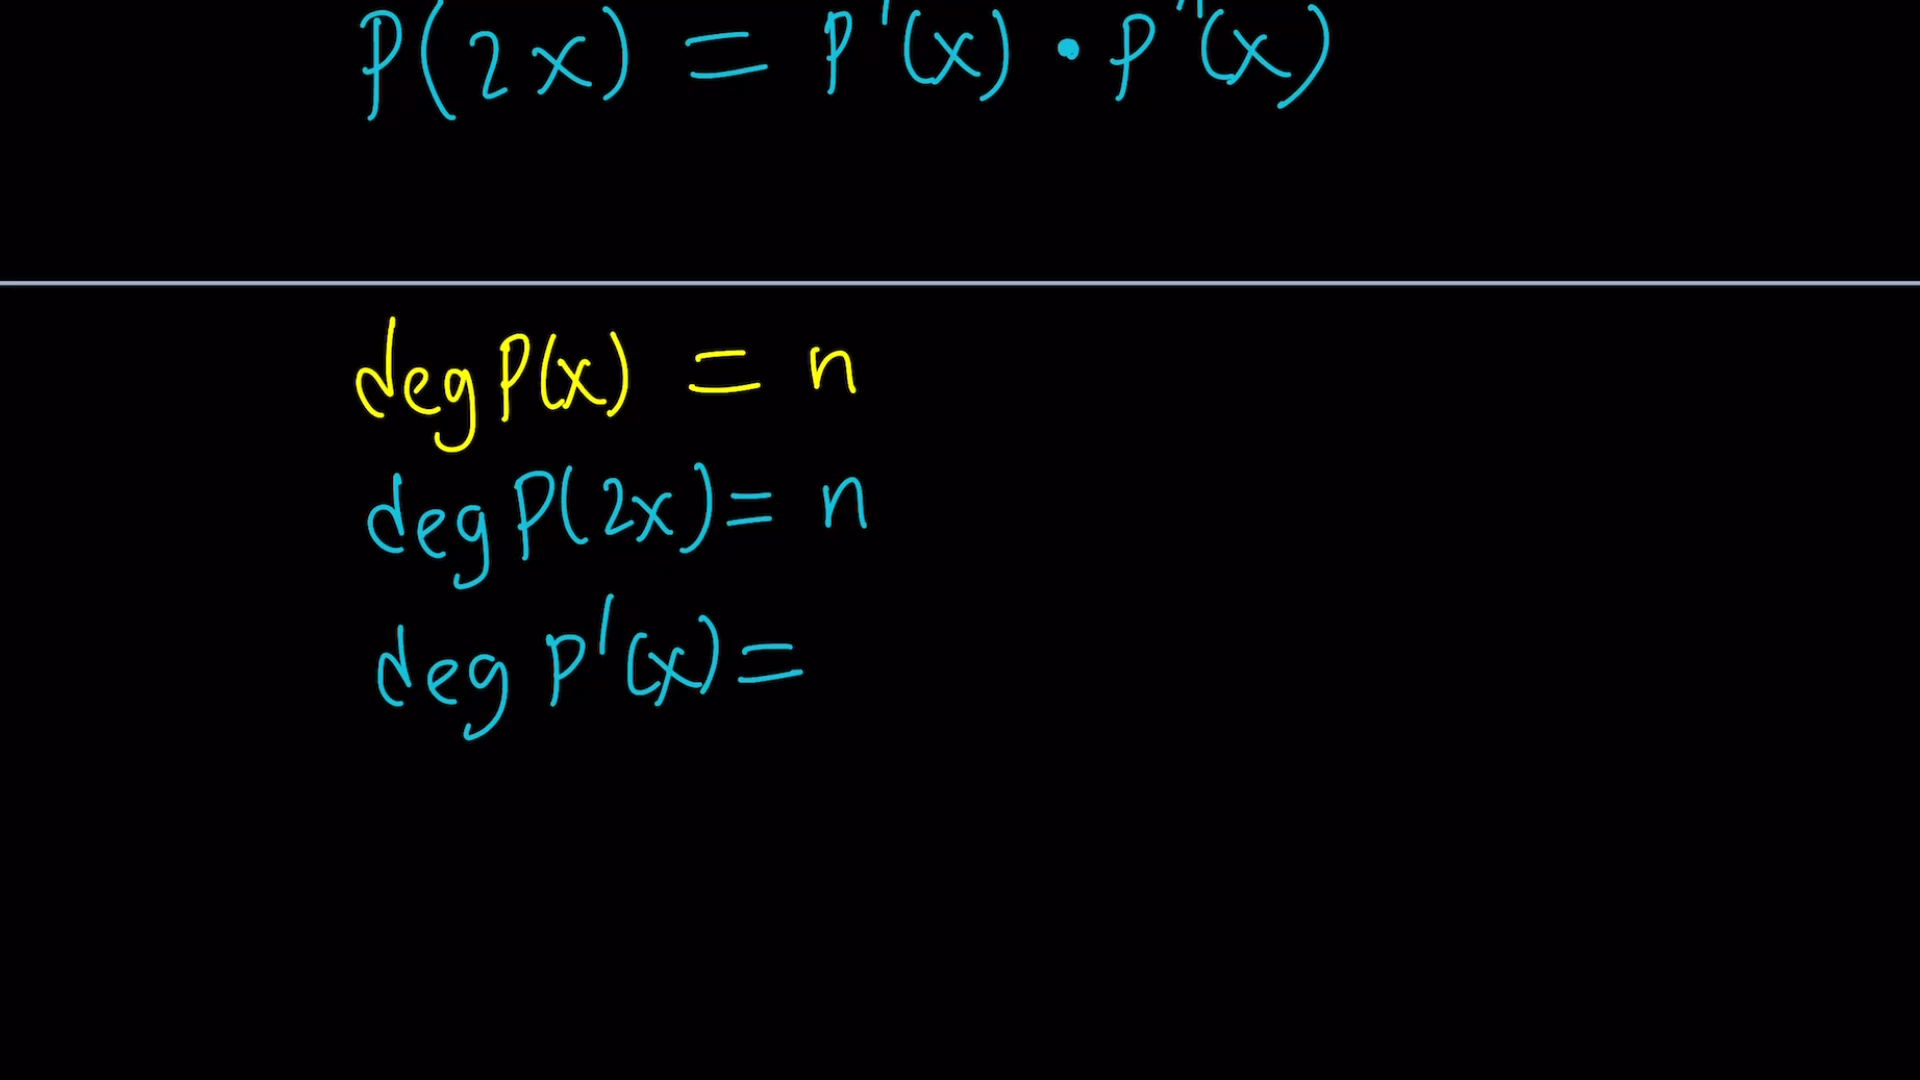 P(2x) = P'(x) · P''(x)
deg P(x) = n
deg P(2x) = n
deg P'(x) =